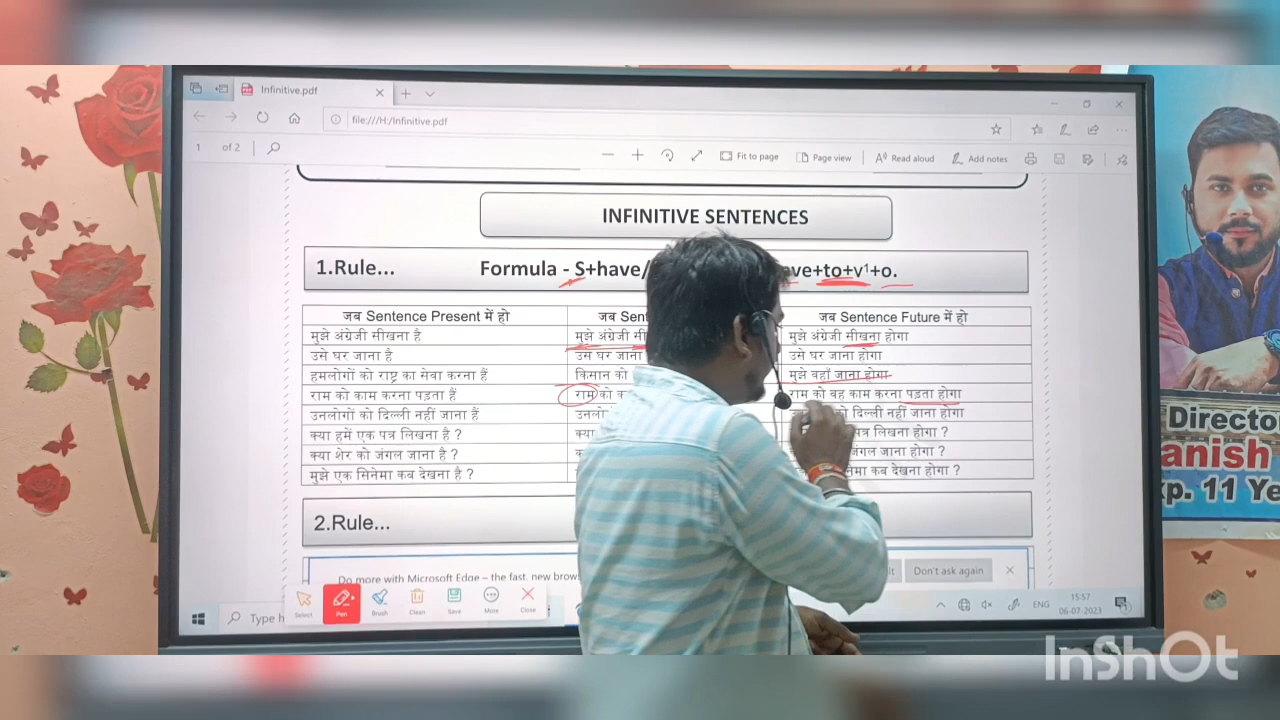 Infinitive.pdf
file:///H:/Infinitive.pdf
1 of 2 Fit to page Page view Read aloud Add notes
INFINITIVE SENTENCES
1.Rule... Formula - S+have/ ve+to+v¹+o.
जब Sentence Present में हो जब Sen जब Sentence Future में हो
मुझे अंग्रेजी सीखना है मुझे अंग्रेजी सी मुझे अंग्रेजी सीखना होगा
उसे घर जाना है उसे घर जाना उसे घर जाना होगा
हमलोगों को राष्ट्र का सेवा करना हैं किसान को मुझे वहाँ जाना होगा
राम को काम करना पड़ता हैं राम को राम को वह काम करना पड़ता होगा
उनलोगों को दिल्ली नहीं जाना हैं उनलो को दिल्ली नहीं जाना होगा
क्या हमें एक पत्र लिखना है ? क्या पत्र लिखना होगा ?
क्या शेर को जंगल जाना है ? जंगल जाना होगा ?
मुझे एक सिनेमा कब देखना है ? नेमा कब देखना होगा ?
2.Rule...
Do more with Microsoft Edge – the fast, new brow Don't ask again
Select Pen Brush Clean Save More Close
Type h ENG 15:57
06-07-2023
Directo
anish
xp. 11 Ye
InShOt